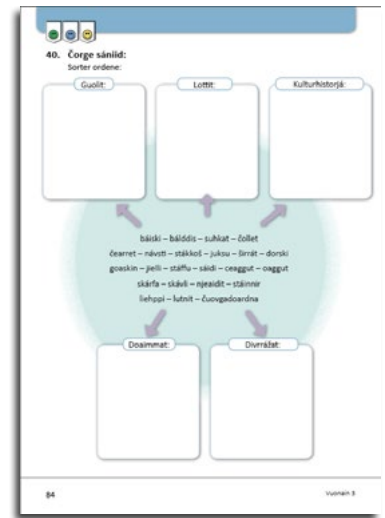 40. Čorge sániid:
Sorter ordene:
Guolit:
Lottit:
Kulturhistorjá:
báiski – bálddis – suhkat – čollet
čearret – návsti – stákkoš – juksu – širrát – dorski
goaskin – jielli – stáffu – sáidi – ceaggut – oaggut
skárfa – skávli – njeaidit – stáinnir
liehppi – lutnit – čuovgadoardna
Doaimmat:
Divrrážat:
84
Vuonain 3